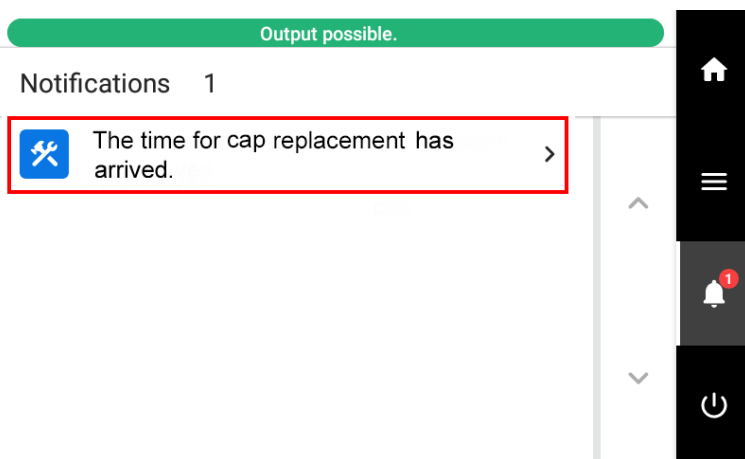 Output possible.
Notifications 1
The time for cap replacement has
arrived.
1